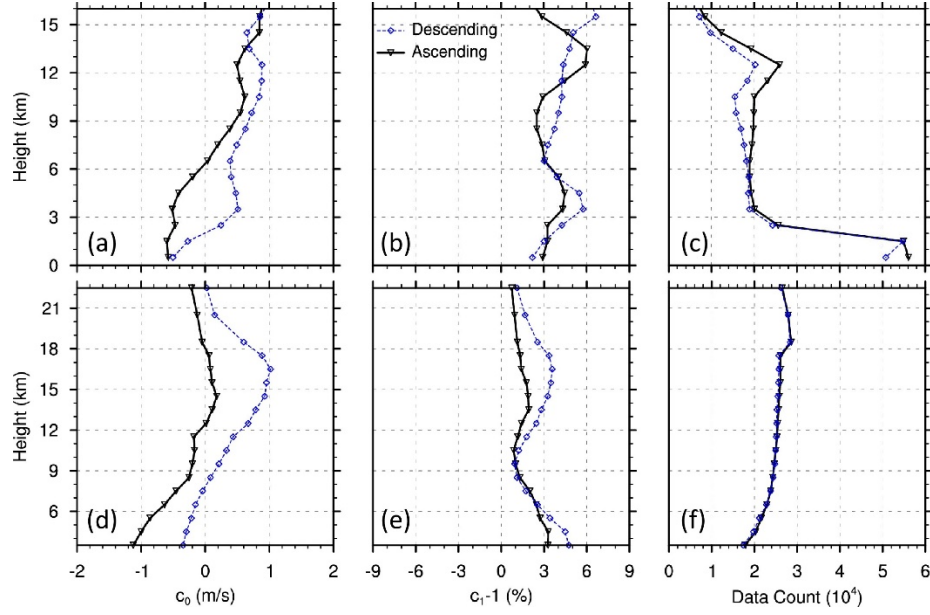 15
12
9
6
3
0
Height (km)
(a)
Descending
Ascending
(b)
(c)
21
18
15
12
9
6
Height (km)
(d)
(e)
(f)
-2 -1 0 1 2
c₀ (m/s)
-9 -6 -3 0 3 6 9
c₁-1 (%)
0 1 2 3 4 5 6
Data Count (10⁴)